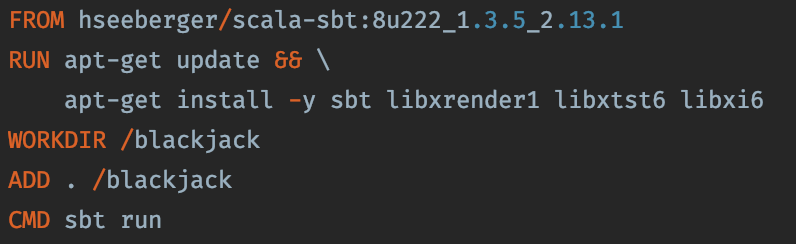 FROM hseeberger/scala-sbt:8u222_1.3.5_2.13.1
RUN apt-get update && \
    apt-get install -y sbt libxrender1 libxtst6 libxi6
WORKDIR /blackjack
ADD . /blackjack
CMD sbt run